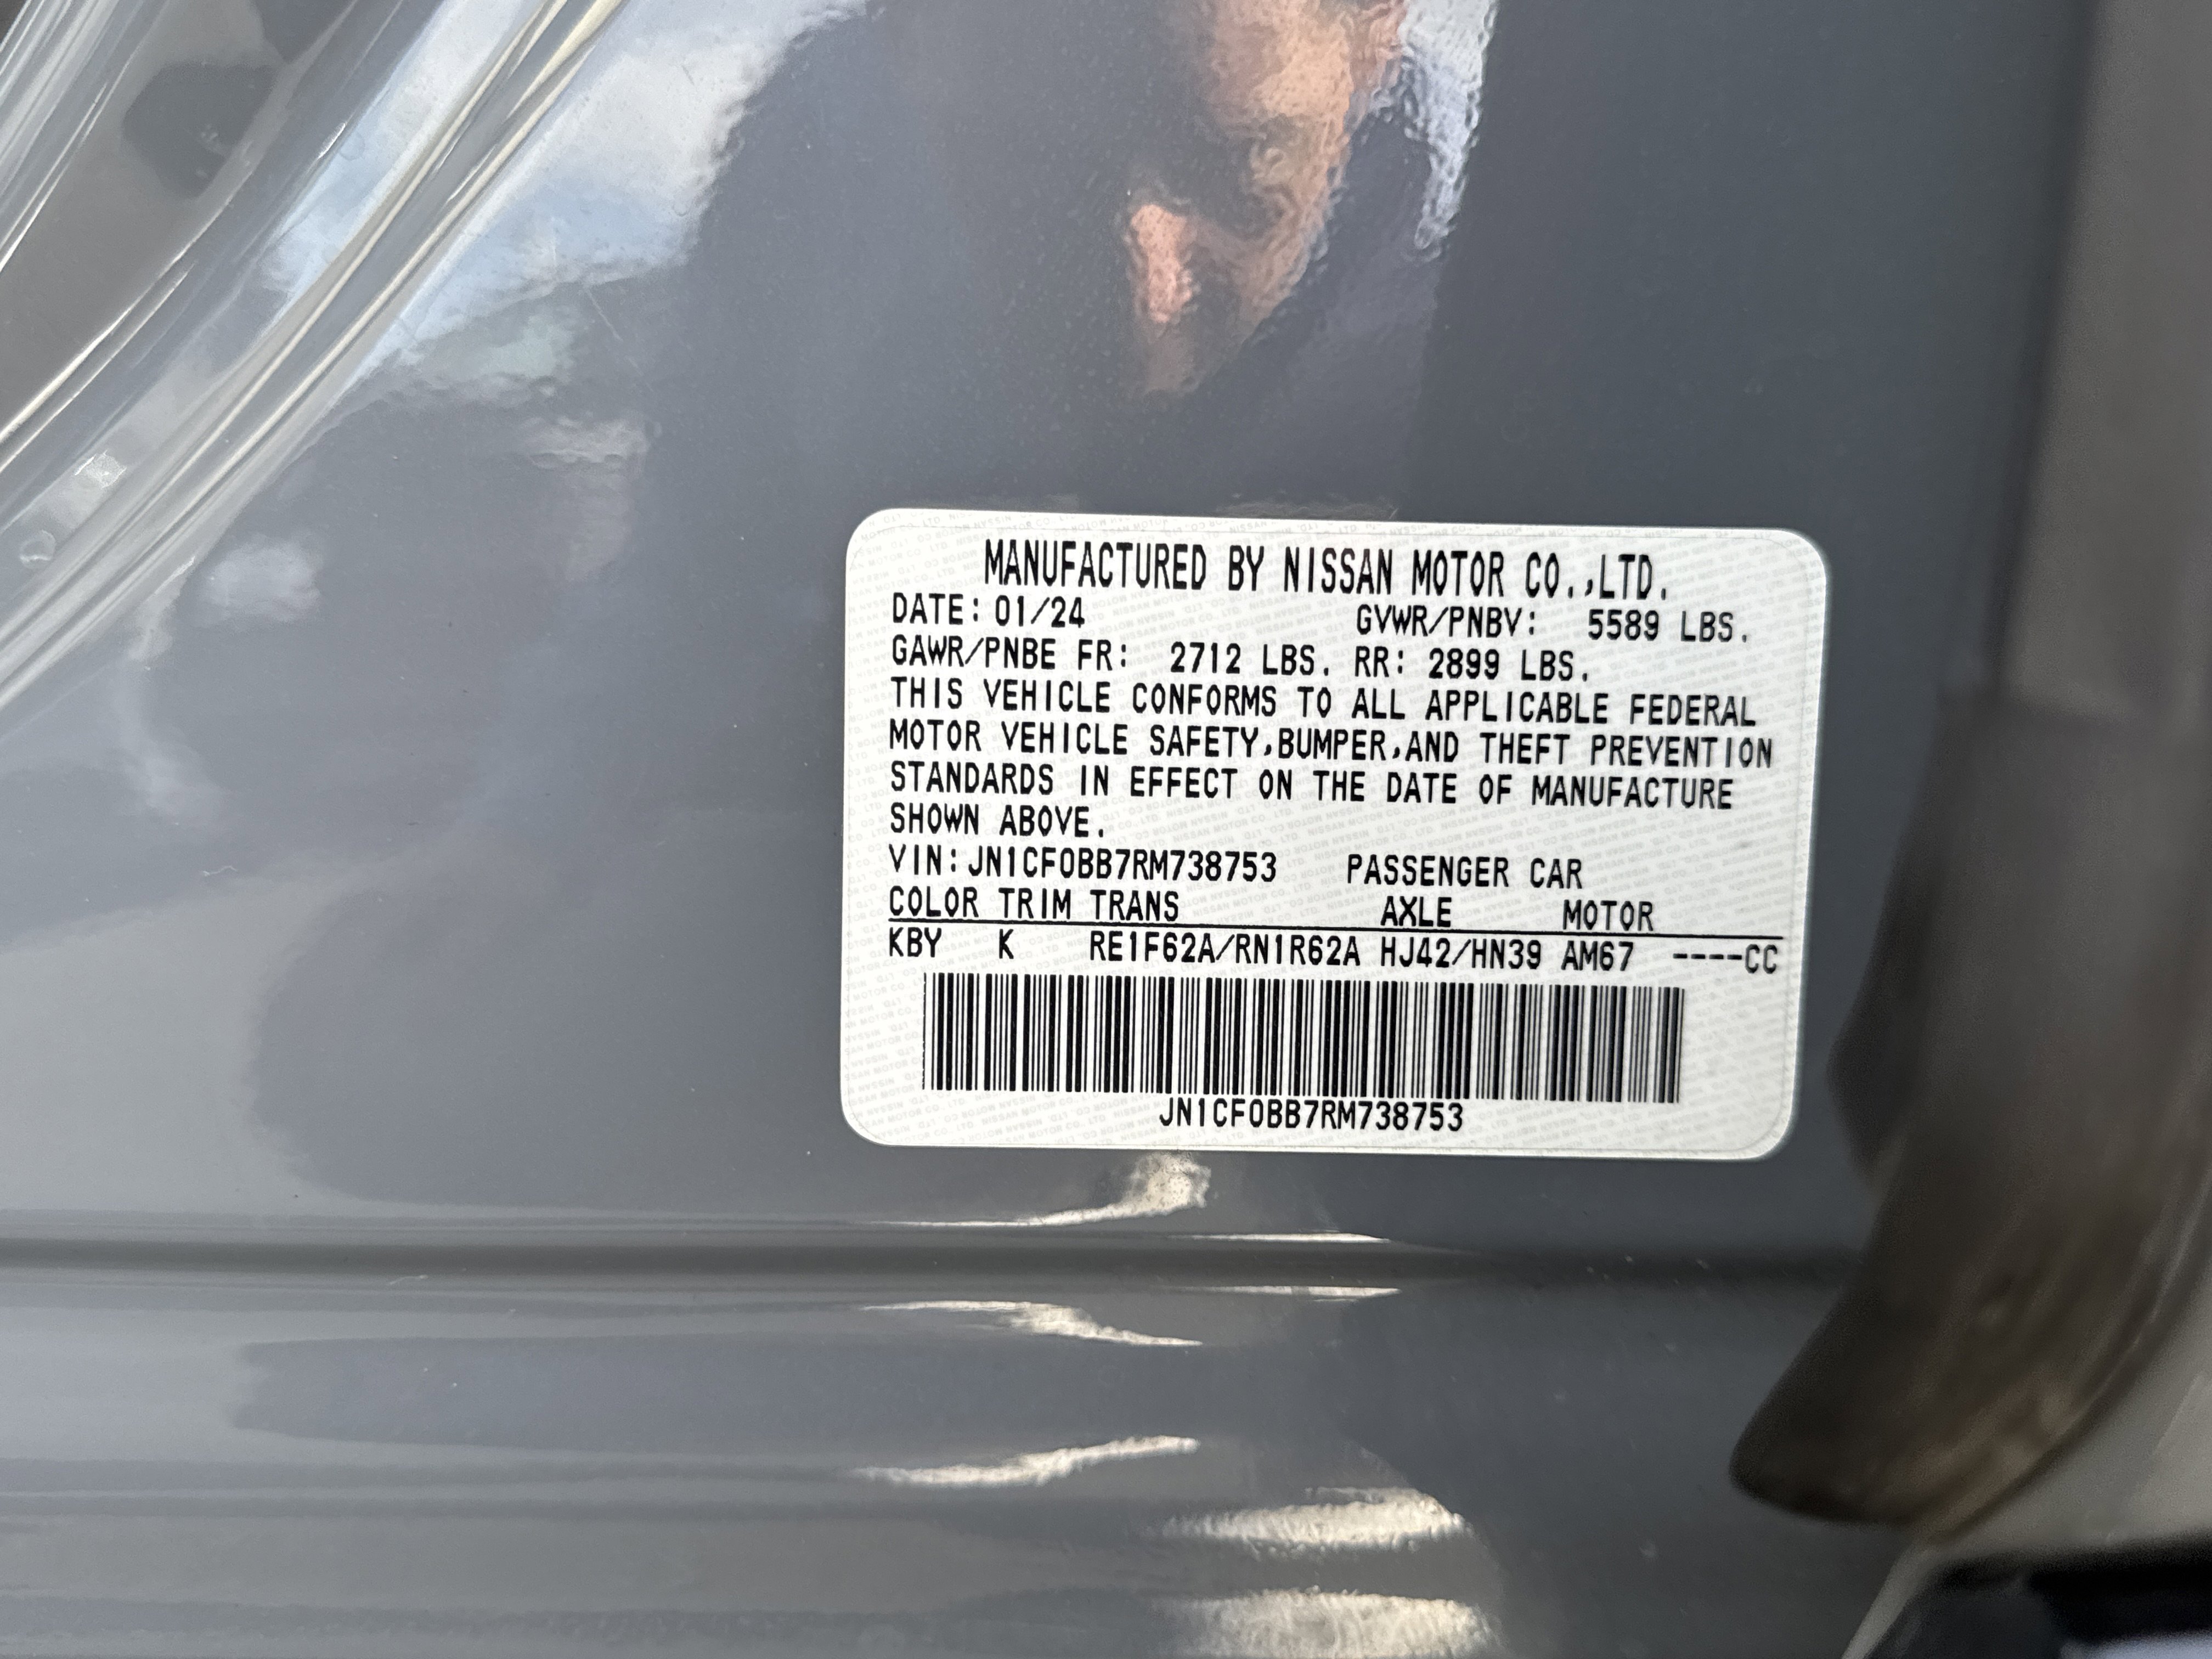 MANUFACTURED BY NISSAN MOTOR CO.,LTD.
DATE: 01/24 GVWR/PNBV: 5589 LBS.
GAWR/PNBE FR: 2712 LBS. RR: 2899 LBS.
THIS VEHICLE CONFORMS TO ALL APPLICABLE FEDERAL
MOTOR VEHICLE SAFETY,BUMPER,AND THEFT PREVENTION
STANDARDS IN EFFECT ON THE DATE OF MANUFACTURE
SHOWN ABOVE.
VIN: JN1CF0BB7RM738753 PASSENGER CAR
COLOR TRIM TRANS AXLE MOTOR
KBY K RE1F62A/RN1R62A HJ42/HN39 AM67 ----CC
JN1CF0BB7RM738753